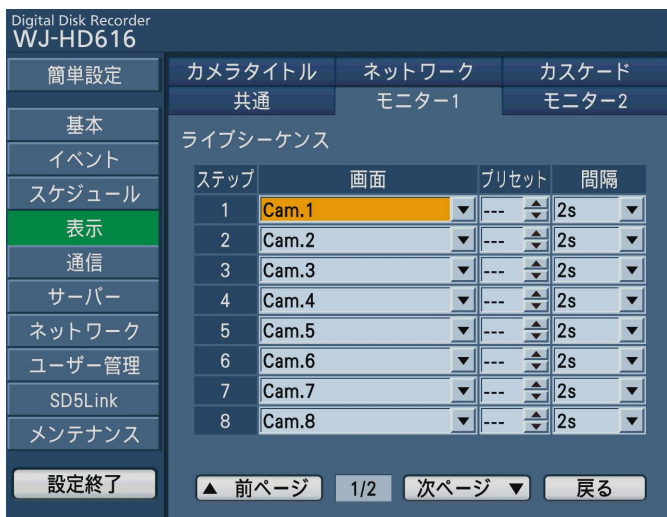 Digital Disk Recorder
WJ-HD616
簡単設定
基本
イベント
スケジュール
表示
通信
サーバー
ネットワーク
ユーザー管理
SD5Link
メンテナンス
設定終了
カメラタイトル ネットワーク カスケード
共通 モニター1 モニター2
ライブシーケンス
ステップ 画面 プリセット 間隔
1 Cam.1 --- 2s
2 Cam.2 --- 2s
3 Cam.3 --- 2s
4 Cam.4 --- 2s
5 Cam.5 --- 2s
6 Cam.6 --- 2s
7 Cam.7 --- 2s
8 Cam.8 --- 2s
▲ 前ページ 1/2 次ページ ▼ 戻る